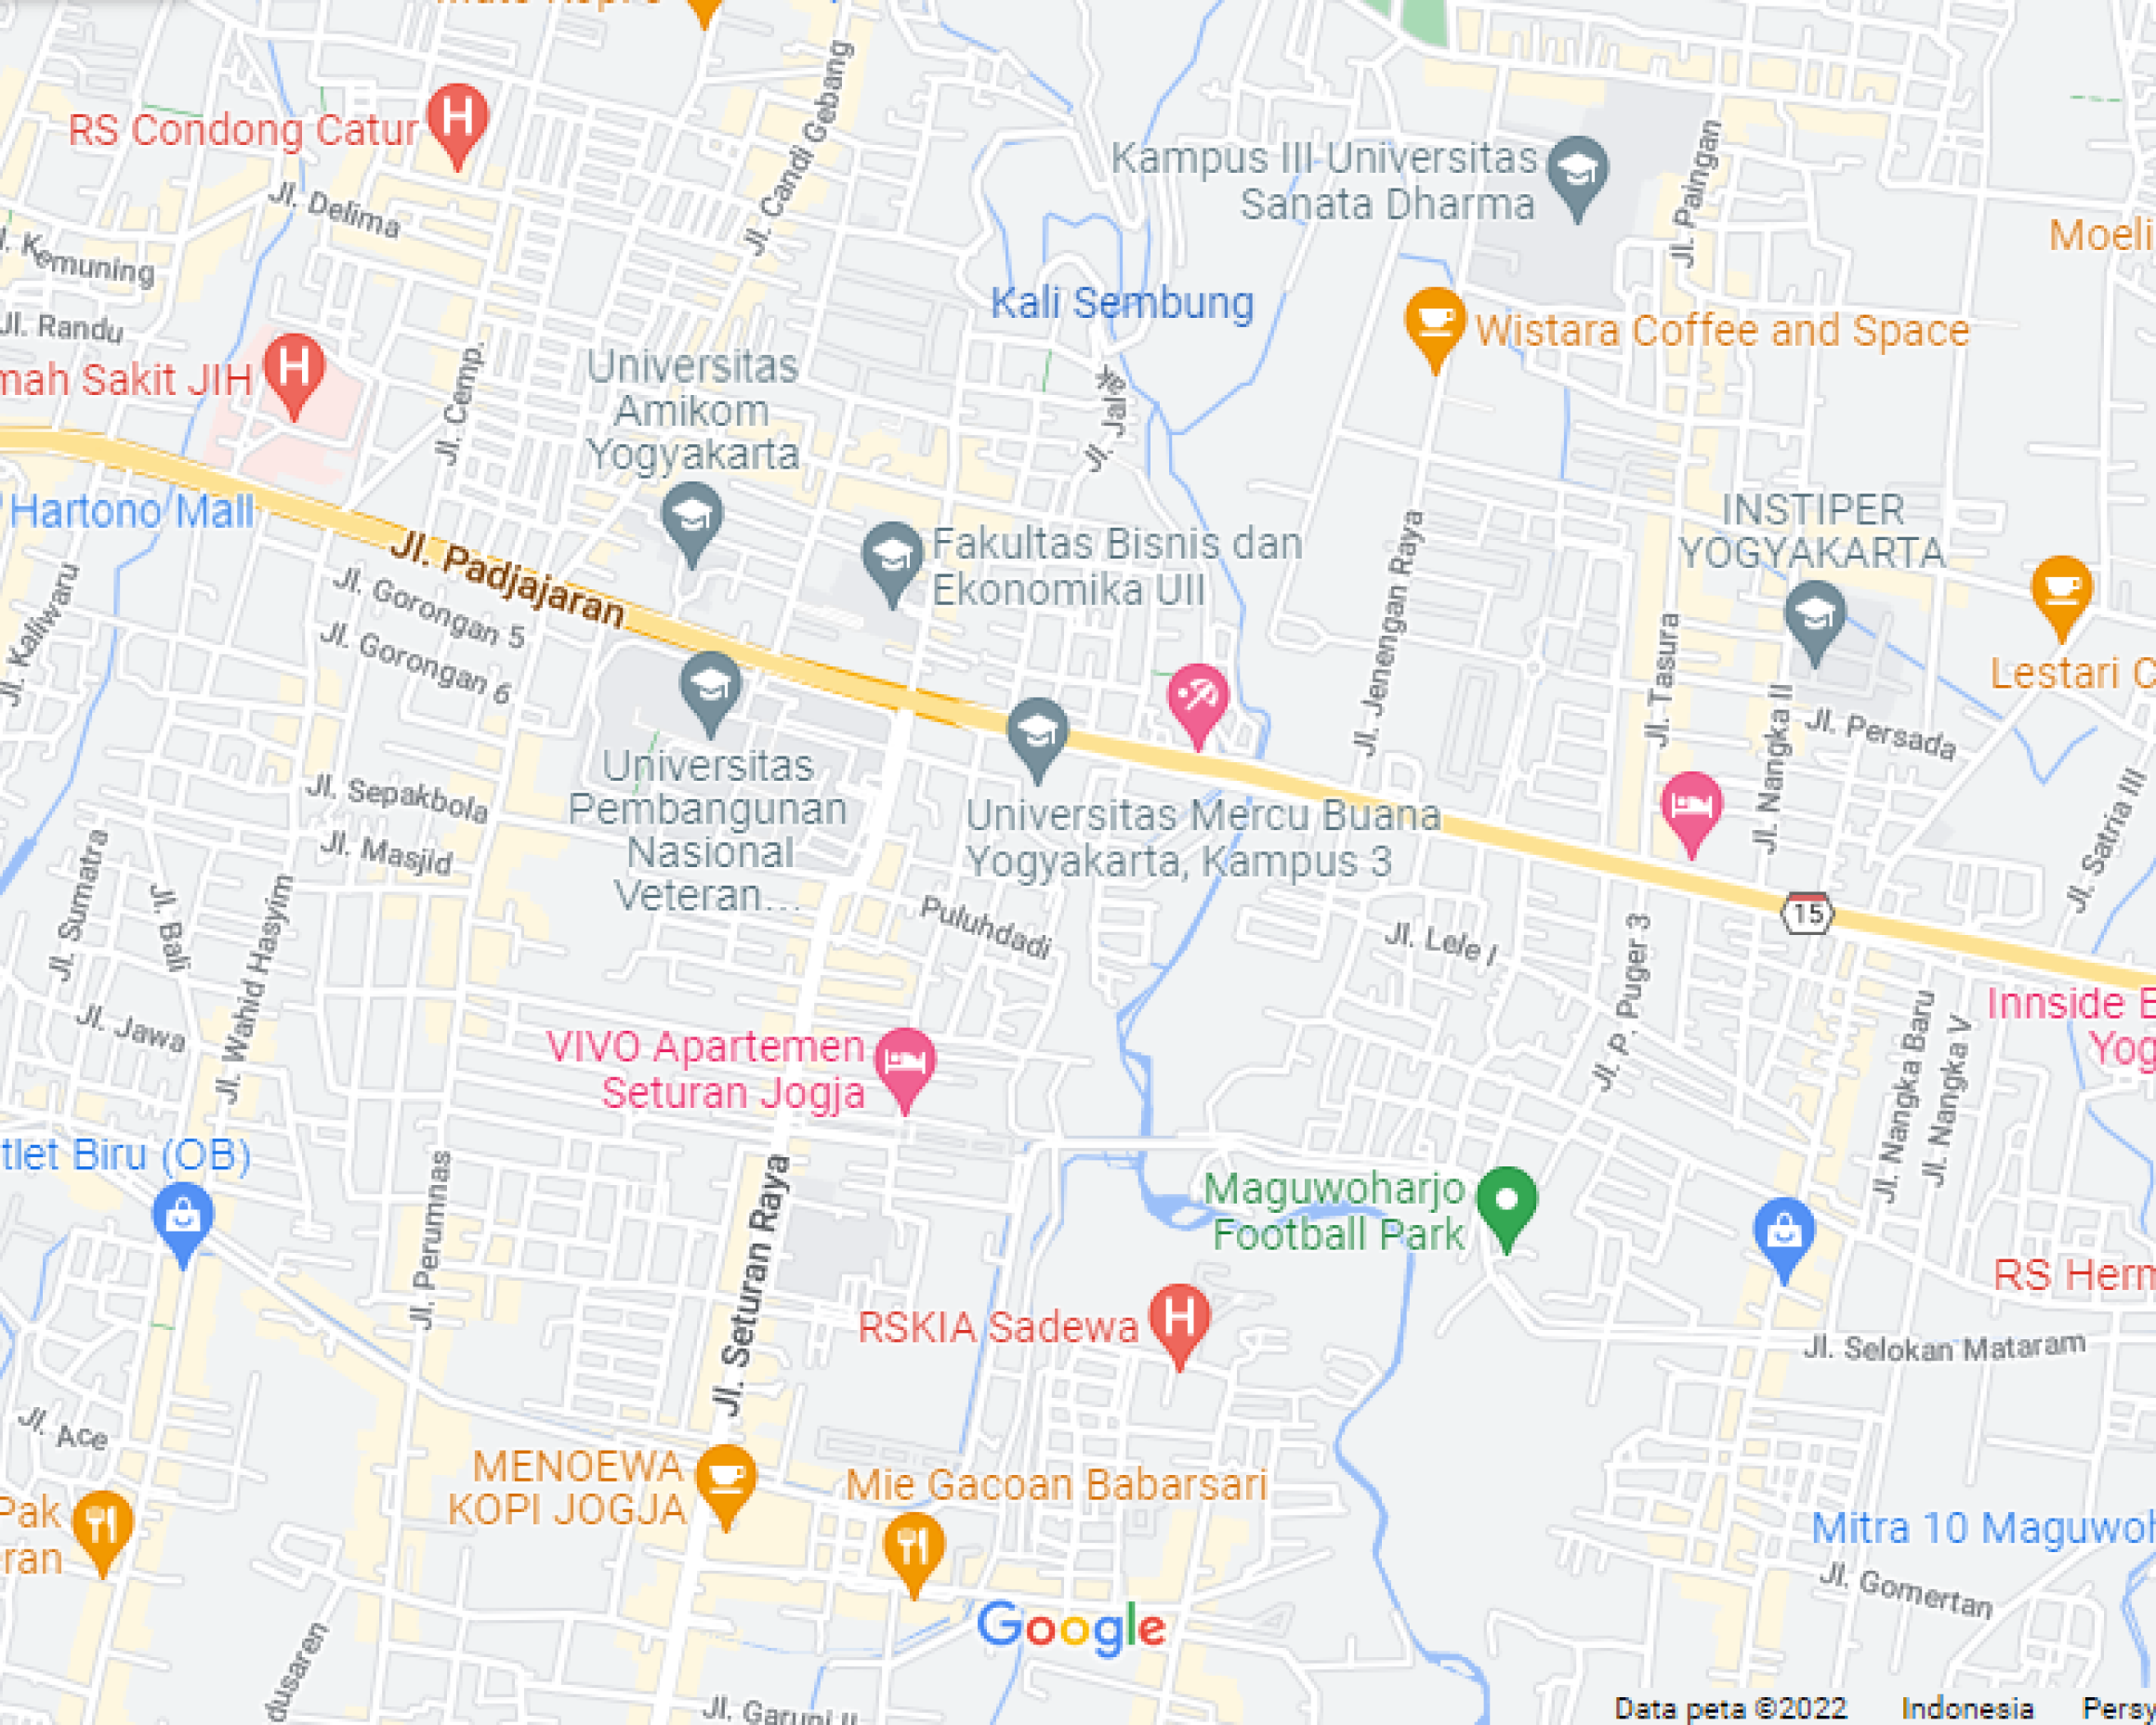 RS Condong Catur
Jl. Candi Gebang
Kampus III Universitas
Sanata Dharma
Jl. Paingan
Jl. Delima
Kemuning
Moeli
Kali Sembung
Jl. Randu
Wistara Coffee and Space
mah Sakit JIH
Jl. Cemp.
Universitas
Amikom
Yogyakarta
Jl. Jalak
Hartono Mall
INSTIPER
YOGYAKARTA
Jl. Padjajaran
Fakultas Bisnis dan
Ekonomika UII
Jl. Gorongan 5
Jl. Gorongan 6
Jl. Kaliwaru
Jl. Jenengan Raya
Jl. Tasura
Jl. Nangka II
Lestari C
Jl. Persada
Universitas
Pembangunan
Nasional
Veteran...
Jl. Sepakbola
Jl. Masjid
Universitas Mercu Buana
Yogyakarta, Kampus 3
Jl. Satria III
15
Jl. Sumatra
Jl. Bali
Jl. Wahid Hasyim
Puluhdadi
Jl. Lele I
Jl. P. Puger 3
Jl. Jawa
Jl. Nangka Baru
Jl. Nangka V
Innside
Yog
VIVO Apartemen
Seturan Jogja
tlet Biru (OB)
Jl. Perumnas
Jl. Seturan Raya
Maguwoharjo
Football Park
RS Herm
RSKIA Sadewa
Jl. Selokan Mataram
Jl. Ace
MENOEWA
KOPI JOGJA
Mie Gacoan Babarsari
Pak
ran
Mitra 10 Maguwoh
Jl. Gomertan
Google
dusaren
Data peta ©2022 Indonesia Persy